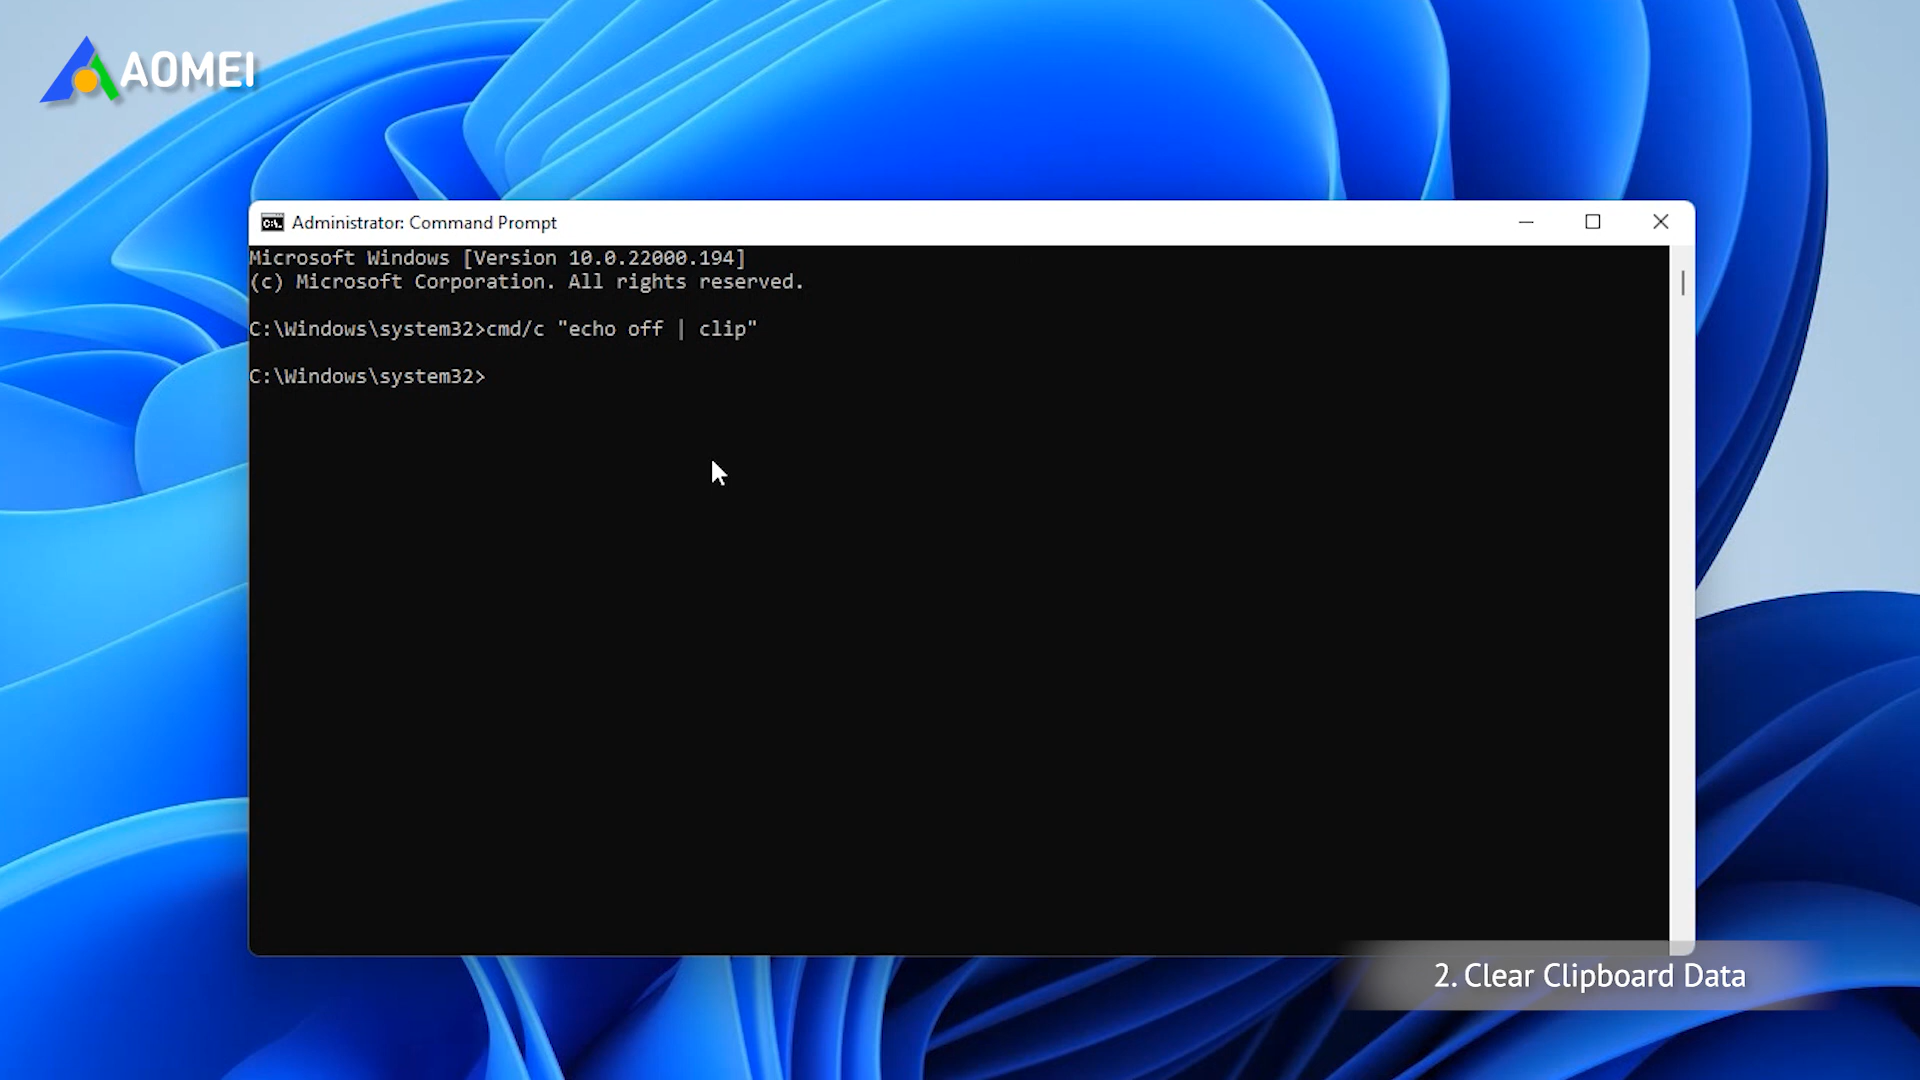 AOMEI
Administrator: Command Prompt
Microsoft Windows [Version 10.0.22000.194]
(c) Microsoft Corporation. All rights reserved.
C:\Windows\system32>cmd/c "echo off | clip"
C:\Windows\system32>
2. Clear Clipboard Data